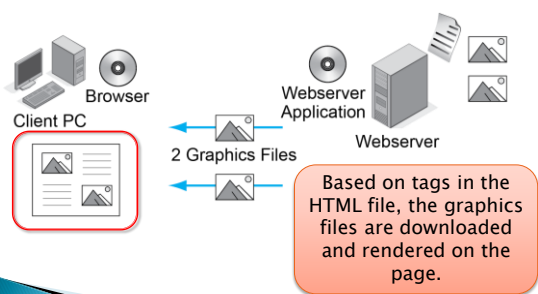 Browser
Client PC
Webserver
Application
Webserver
2 Graphics Files
Based on tags in the
HTML file, the graphics
files are downloaded
and rendered on the
page.